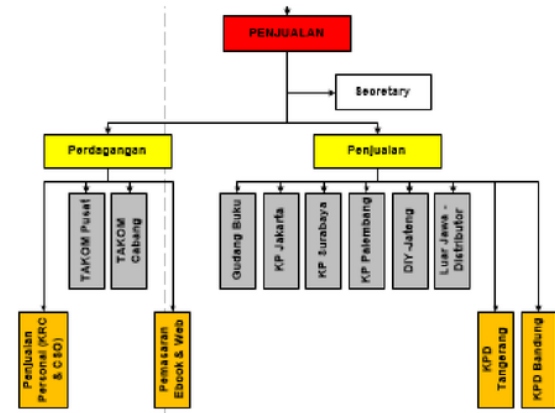 PENJUALAN
Secretary
Perdagangan
Penjualan
TAKOM Pusat
TAKOM
Cabang
Gudang Buku
KP Jakarta
KP Surabaya
KP Palembang
DIY-Jateng
Luar Jawa -
Distributor
Penjualan
Personal (KRC
& CSO)
Pemasaran
Ebook & Web
KPD
Tangerang
KPD Bandung